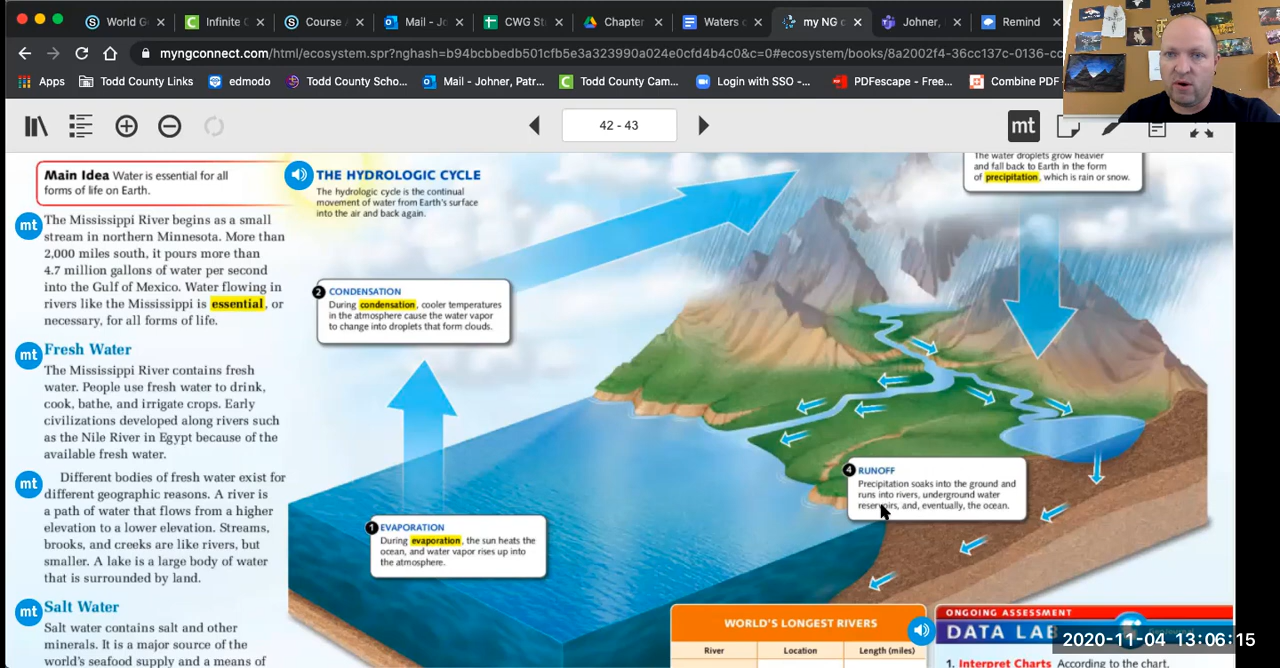 World G
Infinite C
Course /
Mail - Jc
CWG St
Chapter
Waters o
my NG c
Johner,
Remind
myngconnect.com/html/ecosystem.spr?nghash=b94bcbbedb501cfb5e3a323990a024e0cfd4b4c0&c=0#ecosystem/books/8a2002f4-36cc137c-0136-cc
Apps
Todd County Links
edmodo
Todd County Scho...
Mail - Johner, Patr...
Todd County Cam...
Login with SSO -...
PDFescape - Free...
Combine PDF
42 - 43
mt
Main Idea Water is essential for all
forms of life on Earth.
mt
The Mississippi River begins as a small
stream in northern Minnesota. More than
2,000 miles south, it pours more than
4.7 million gallons of water per second
into the Gulf of Mexico. Water flowing in
rivers like the Mississippi is essential, or
necessary, for all forms of life.
mt
Fresh Water
The Mississippi River contains fresh
water. People use fresh water to drink,
cook, bathe, and irrigate crops. Early
civilizations developed along rivers such
as the Nile River in Egypt because of the
available fresh water.
mt
Different bodies of fresh water exist for
different geographic reasons. A river is
a path of water that flows from a higher
elevation to a lower elevation. Streams,
brooks, and creeks are like rivers, but
smaller. A lake is a large body of water
that is surrounded by land.
mt
Salt Water
Salt water contains salt and other
minerals. It is a major source of the
world's seafood supply and a means of
THE HYDROLOGIC CYCLE
The hydrologic cycle is the continual
movement of water from Earth's surface
into the air and back again.
2 CONDENSATION
During condensation, cooler temperatures
in the atmosphere cause the water vapor
to change into droplets that form clouds.
1 EVAPORATION
During evaporation, the sun heats the
ocean, and water vapor rises up into
the atmosphere.
The water droplets grow heavier
and fall back to Earth in the form
of precipitation, which is rain or snow.
4 RUNOFF
Precipitation soaks into the ground and
runs into rivers, underground water
reservoirs, and, eventually, the ocean.
WORLD'S LONGEST RIVERS
River
Location
Length (miles)
ONGOING ASSESSMENT
DATA LAB
1. Interpret Charts According to the chart,
2020-11-04 13:06:15